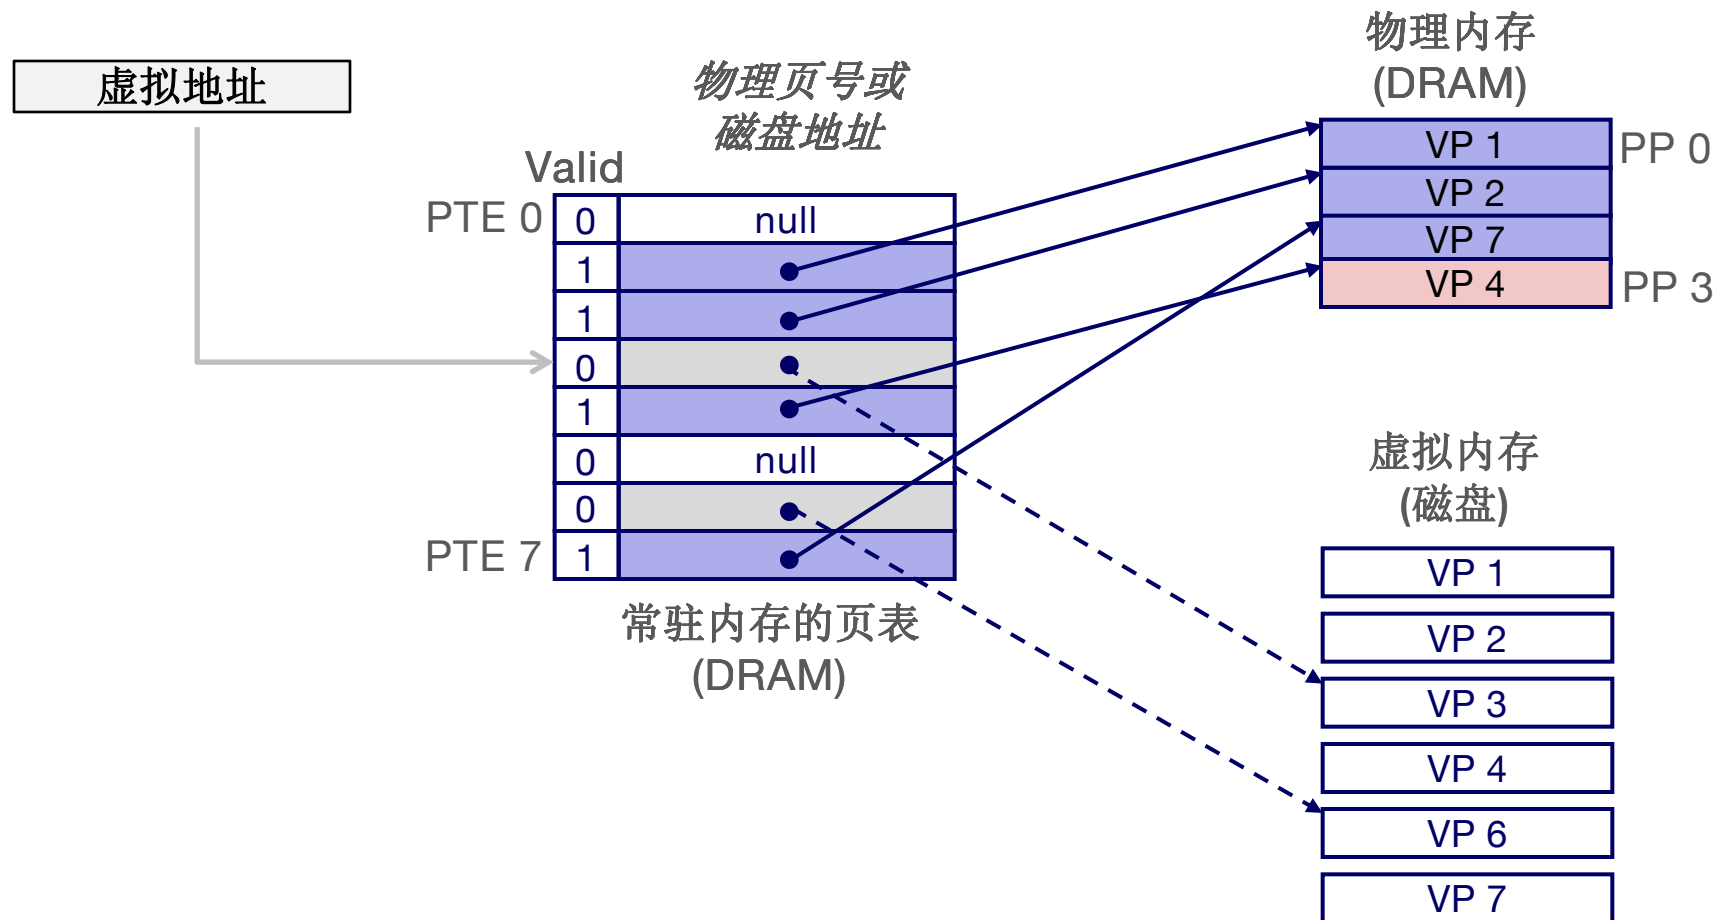 虚拟地址
物理页号或
磁盘地址
Valid
PTE 0
0
null
1
1
0
1
0
null
0
PTE 7
1
常驻内存的页表
(DRAM)
物理内存
(DRAM)
VP 1
PP 0
VP 2
VP 7
VP 4
PP 3
虚拟内存
(磁盘)
VP 1
VP 2
VP 3
VP 4
VP 6
VP 7